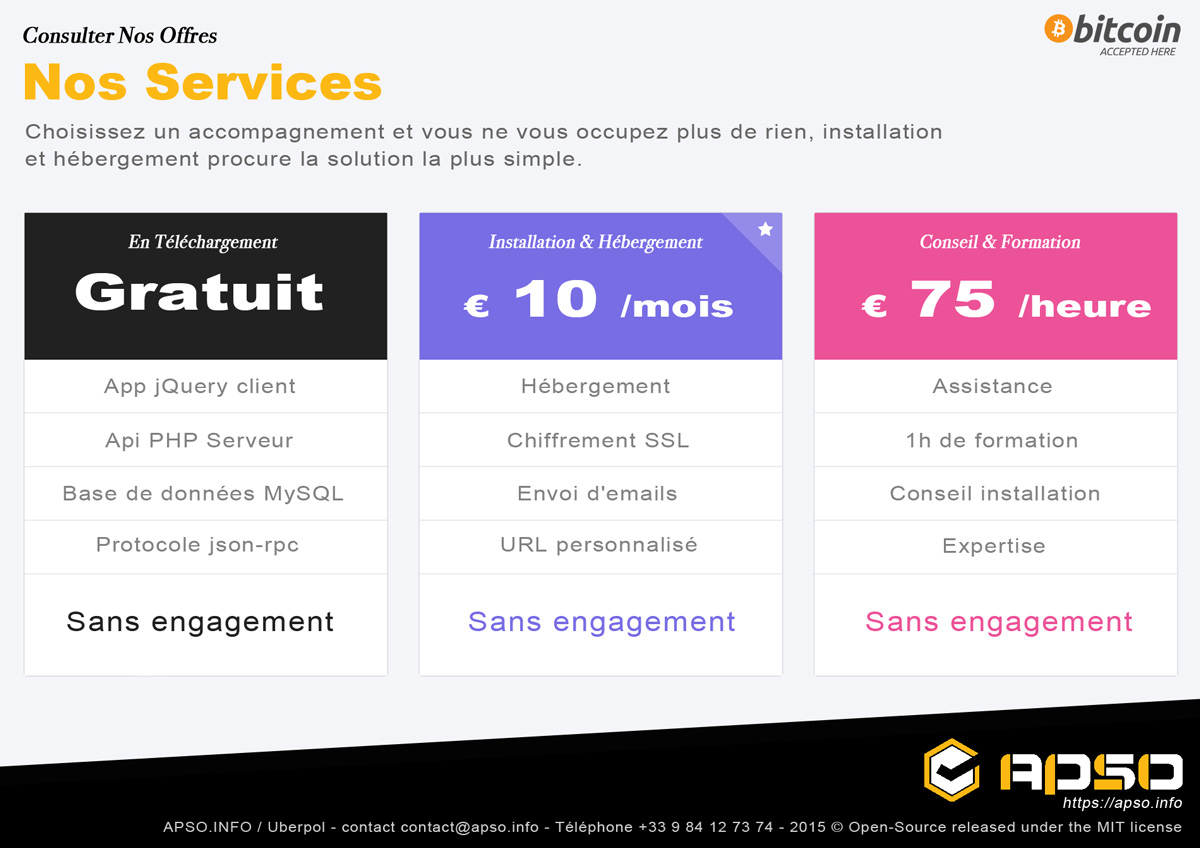 Consulter Nos Offres
bitcoin
ACCEPTED HERE
Nos Services
Choisissez un accompagnement et vous ne vous occupez plus de rien, installation
et hébergement procure la solution la plus simple.
En Téléchargement
Gratuit
App jQuery client
Api PHP Serveur
Base de données MySQL
Protocole json-rpc
Sans engagement
Installation & Hébergement
€ 10 /mois
Hébergement
Chiffrement SSL
Envoi d'emails
URL personnalisé
Sans engagement
Conseil & Formation
€ 75 /heure
Assistance
1h de formation
Conseil installation
Expertise
Sans engagement
APSO
https://apso.info
APSO.INFO / Uberpol - contact contact@apso.info - Téléphone +33 9 84 12 73 74 - 2015 © Open-Source released under the MIT license